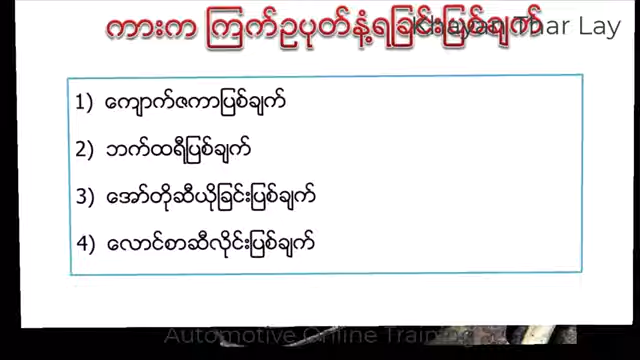 ကားက ကြက်ဥပုတ်နံ့ရခြင်းပြစ်ချက်
Khayan Thar Lay
1) ကျောက်ဇကာပြစ်ချက်
2) ဘက်ထရီပြစ်ချက်
3) အော်တိုဆီယိုခြင်းပြစ်ချက်
4) လောင်စာဆီလိုင်းပြစ်ချက်
Automotive Online Training